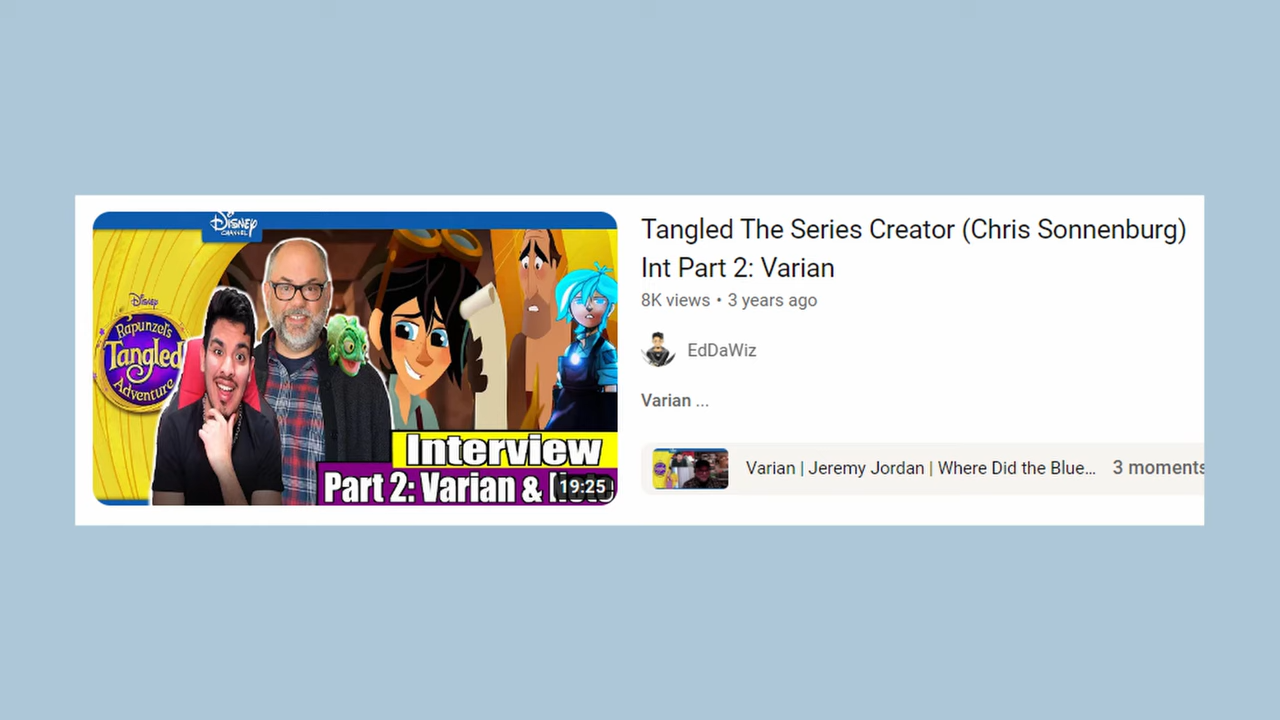 Disney
CHANNEL
Disney
Rapunzel's
Tangled
Adventure
Interview
Part 2: Varian &
19:25
Tangled The Series Creator (Chris Sonnenburg)
Int Part 2: Varian
8K views • 3 years ago
EdDaWiz
Varian ...
Varian | Jeremy Jordan | Where Did the Blue... 3 moments